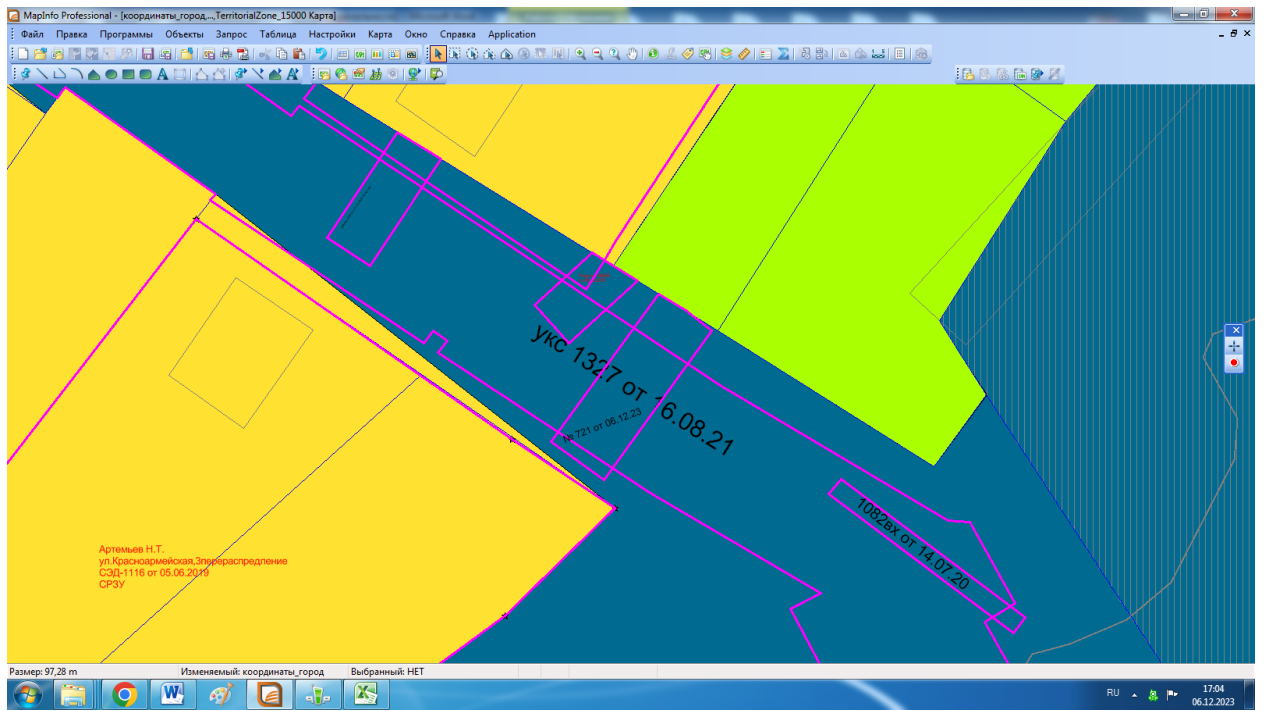 MapInfo Professional - [координаты_город,...,TerritorialZone_15000 Карта]
Файл Правка Программы Объекты Запрос Таблица Настройки Карта Окно Справка Application
укс 1327 от 16.08.21
№ 721 от 06.12.23
1082вх от 14.07.20
Артемьев Н.Т.
ул.Красноармейская,3перераспредление
СЭД-1116 от 05.06.2019
СРЗУ
Размер: 97,28 m Изменяемый: координаты_город Выбранный: НЕТ
RU
17:04
06.12.2023